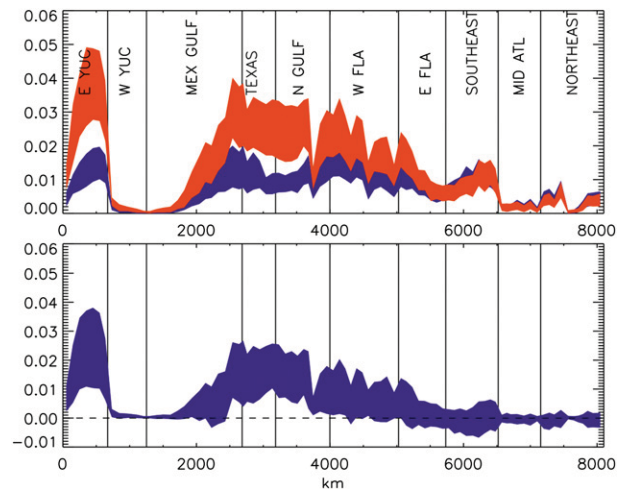 0.06
0.05
0.04
0.03
0.02
0.01
0.00
E YUC
W YUC
MEX GULF
TEXAS
N GULF
W FLA
E FLA
SOUTHEAST
MID ATL
NORTHEAST
0 2000 4000 6000 8000
0.06
0.05
0.04
0.03
0.02
0.01
0.00
−0.01
0 2000 4000 6000 8000
km